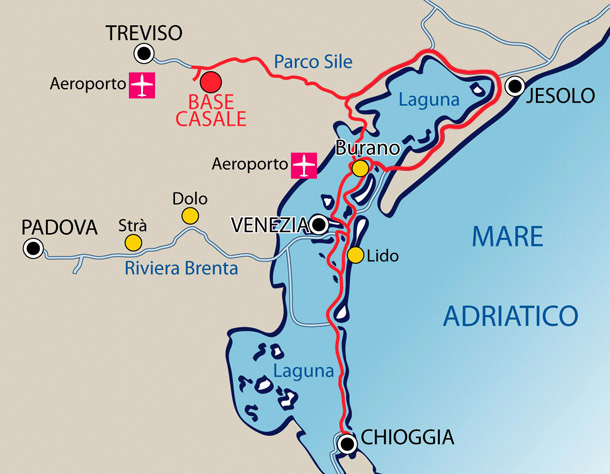 TREVISO
Parco Sile
Aeroporto
BASE
CASALE
Laguna
JESOLO
Burano
Aeroporto
Dolo
VENEZIA
PADOVA
Strà
MARE
Lido
Riviera Brenta
ADRIATICO
Laguna
CHIOGGIA